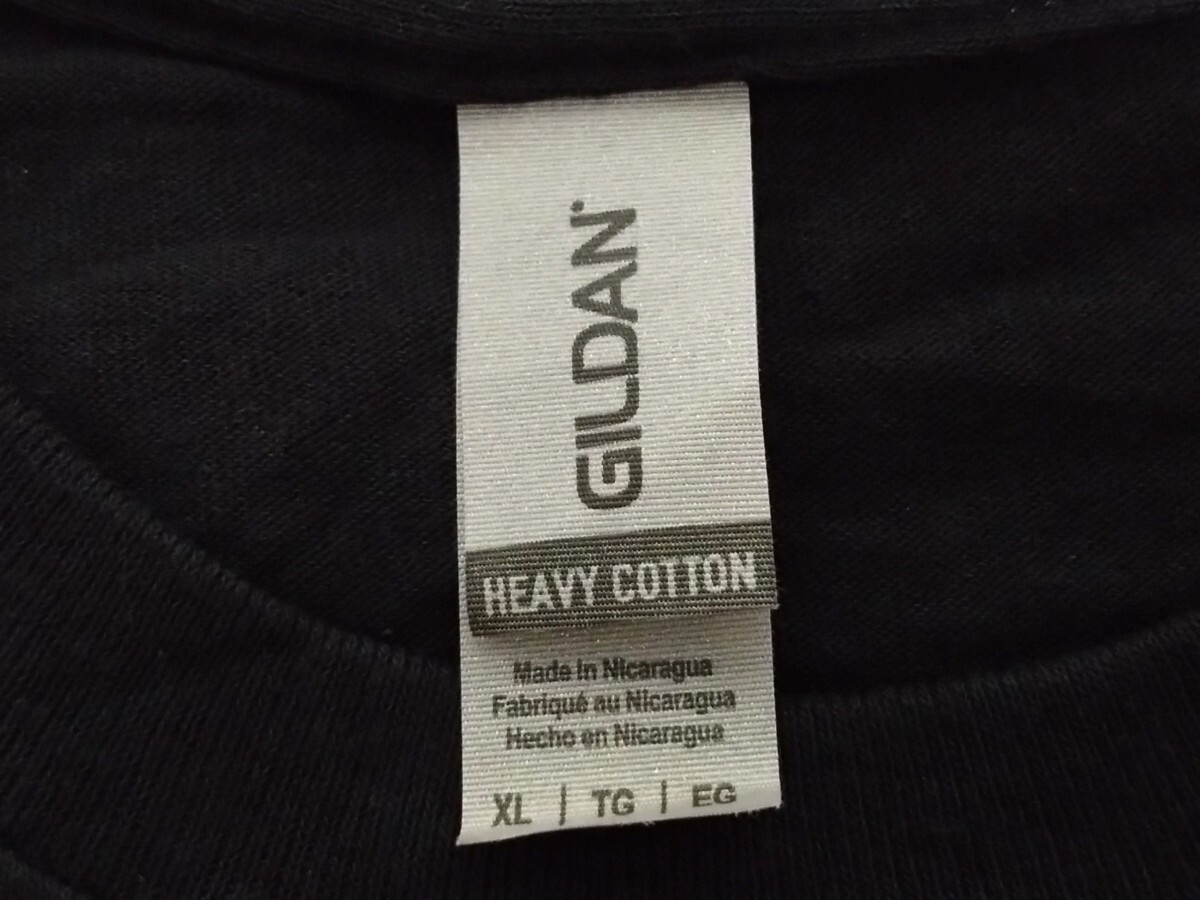 GILDAN®
HEAVY COTTON
Made in Nicaragua
Fabriqué au Nicaragua
Hecho en Nicaragua
XL | TG | EG